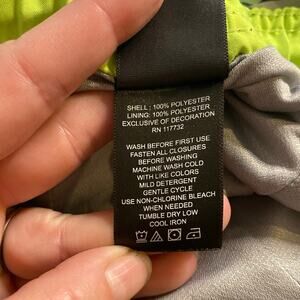 SHELL: 100% POLYESTER
LINING: 100% POLYESTER
EXCLUSIVE OF DECORATION
RN 117732
WASH BEFORE FIRST USE
FASTEN ALL CLOSURES
BEFORE WASHING
MACHINE WASH COLD
WITH LIKE COLORS
MILD DETERGENT
GENTLE CYCLE
USE NON-CHLORINE BLEACH
WHEN NEEDED
TUMBLE DRY LOW
COOL IRON